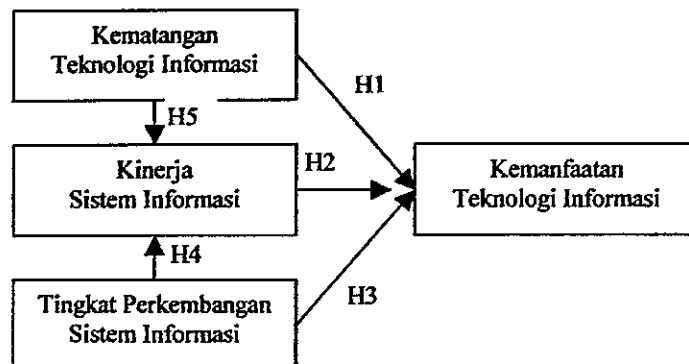 Kematangan
Teknologi Informasi
H1
H5
Kinerja
Sistem Informasi
H2
Kemanfaatan
Teknologi Informasi
H4
H3
Tingkat Perkembangan
Sistem Informasi